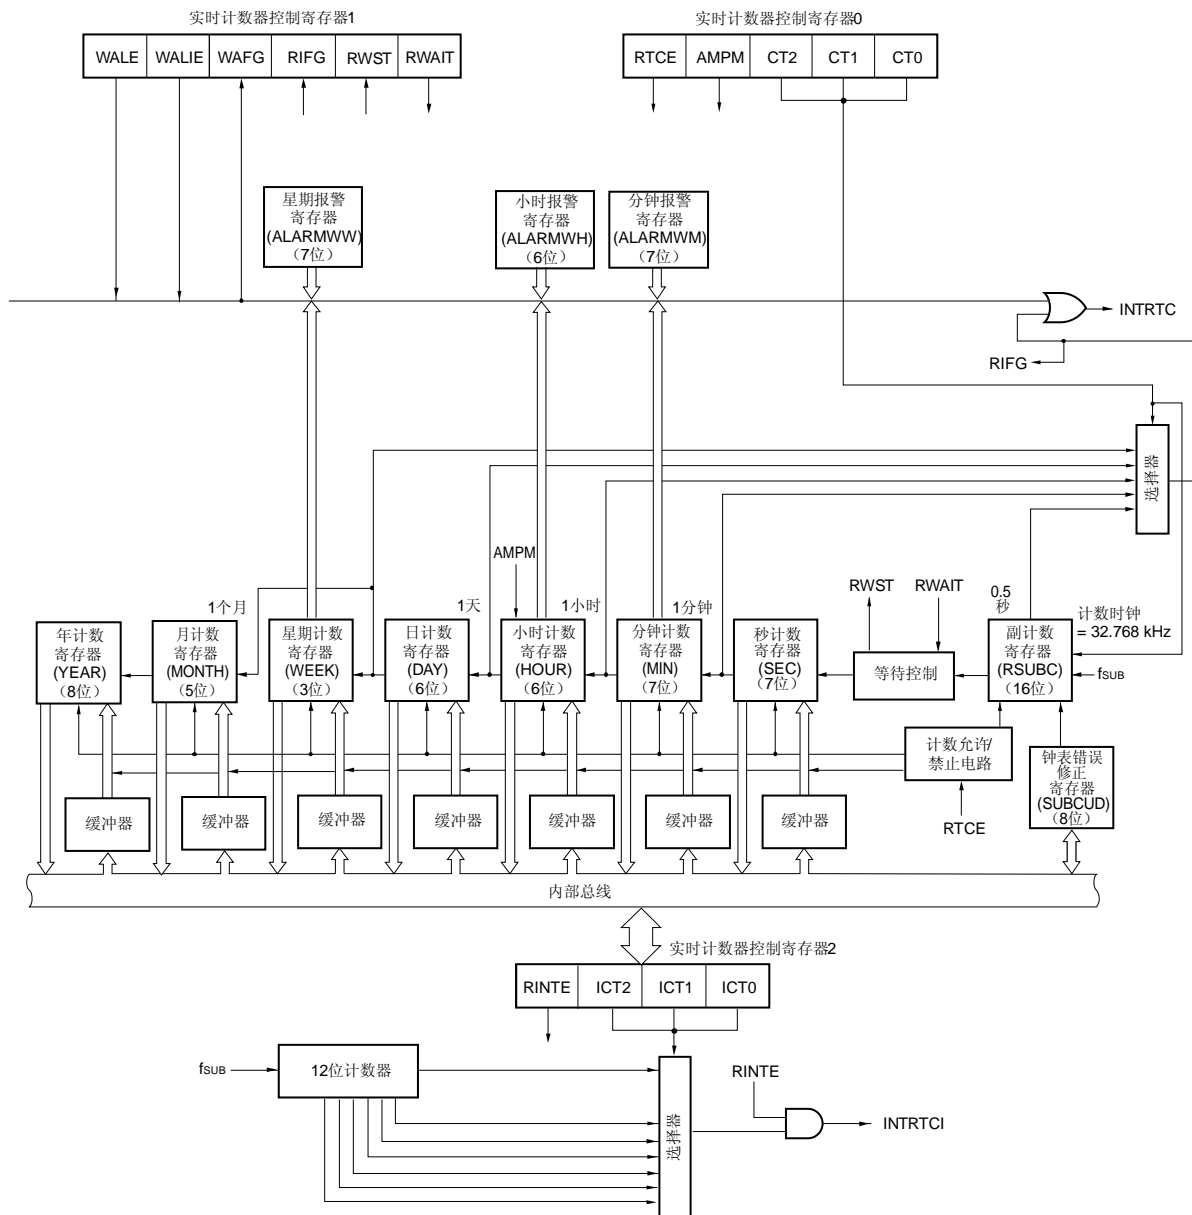 实时计数器控制寄存器1
实时计数器控制寄存器0
WALE WALIE WAFG RIFG RWST RWAIT
RTCE AMPM CT2 CT1 CT0
星期报警
寄存器
(ALARMWW)
（7位）
小时报警
寄存器
(ALARMWH)
（6位）
分钟报警
寄存器
(ALARMWM)
（7位）
INTRTC
RIFG
选择器
AMPM
1个月
1天
1小时
1分钟
RWST
RWAIT
0.5
秒
计数时钟
= 32.768 kHz
年计数
寄存器
(YEAR)
（8位）
月计数
寄存器
(MONTH)
（5位）
星期计数
寄存器
(WEEK)
（3位）
日计数
寄存器
(DAY)
（6位）
小时计数
寄存器
(HOUR)
（6位）
分钟计数
寄存器
(MIN)
（7位）
秒计数
寄存器
(SEC)
（7位）
等待控制
副计数
寄存器
(RSUBC)
（16位）
fSUB
计数允许/
禁止电路
RTCE
钟表错误
修正
寄存器
(SUBCUD)
（8位）
缓冲器
缓冲器
缓冲器
缓冲器
缓冲器
缓冲器
缓冲器
内部总线
实时计数器控制寄存器2
RINTE ICT2 ICT1 ICT0
fSUB
12位计数器
选择器
RINTE
INTRTCI